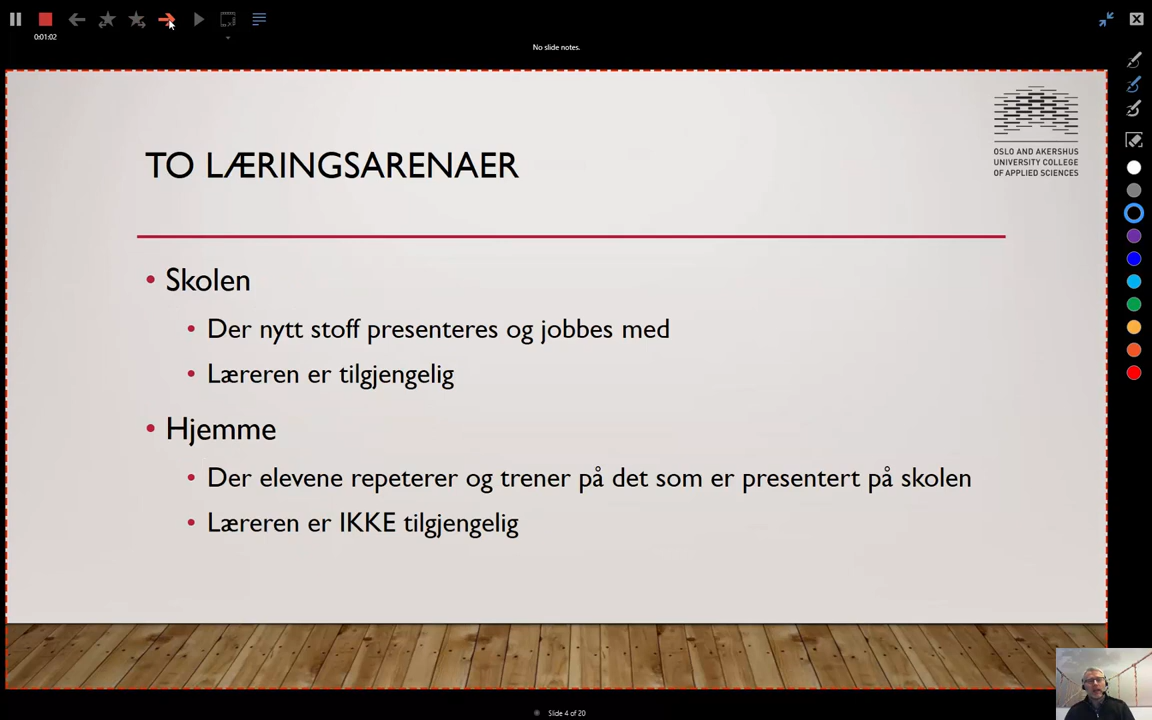 0:01:02
No slide notes.
OSLO AND AKERSHUS
UNIVERSITY COLLEGE
OF APPLIED SCIENCES
TO LÆRINGSARENAER
• Skolen
• Der nytt stoff presenteres og jobbes med
• Læreren er tilgjengelig
• Hjemme
• Der elevene repeterer og trener på det som er presentert på skolen
• Læreren er IKKE tilgjengelig
Slide 4 of 20